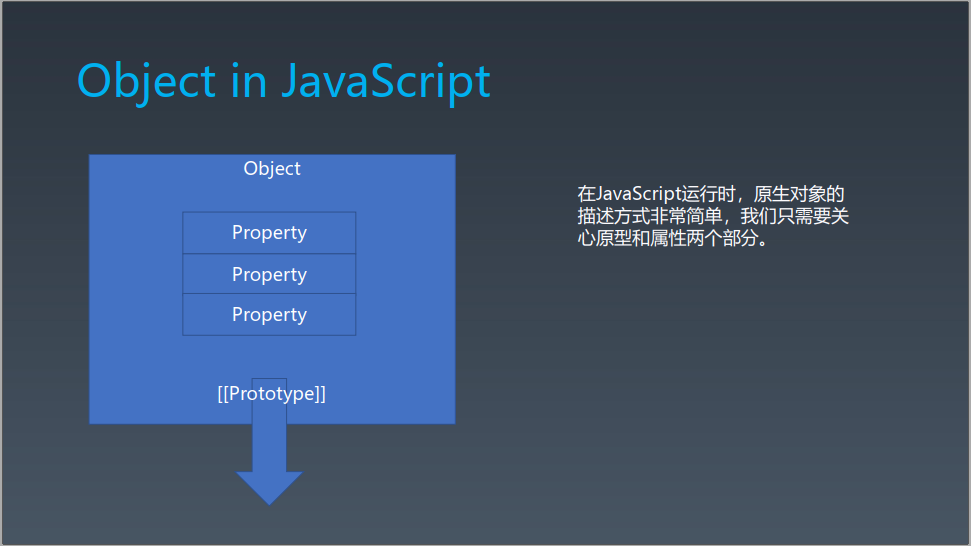 Object in JavaScript
Object
Property
Property
Property
[[Prototype]]
在JavaScript运行时，原生对象的
描述方式非常简单，我们只需要关
心原型和属性两个部分。